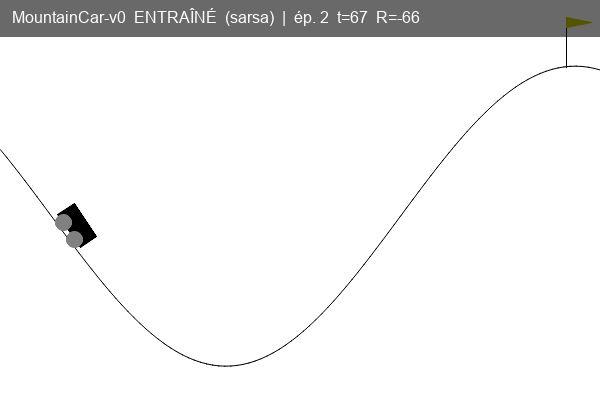 MountainCar-v0 ENTRAÎNÉ (sarsa) | ép. 2 t=67 R=-66